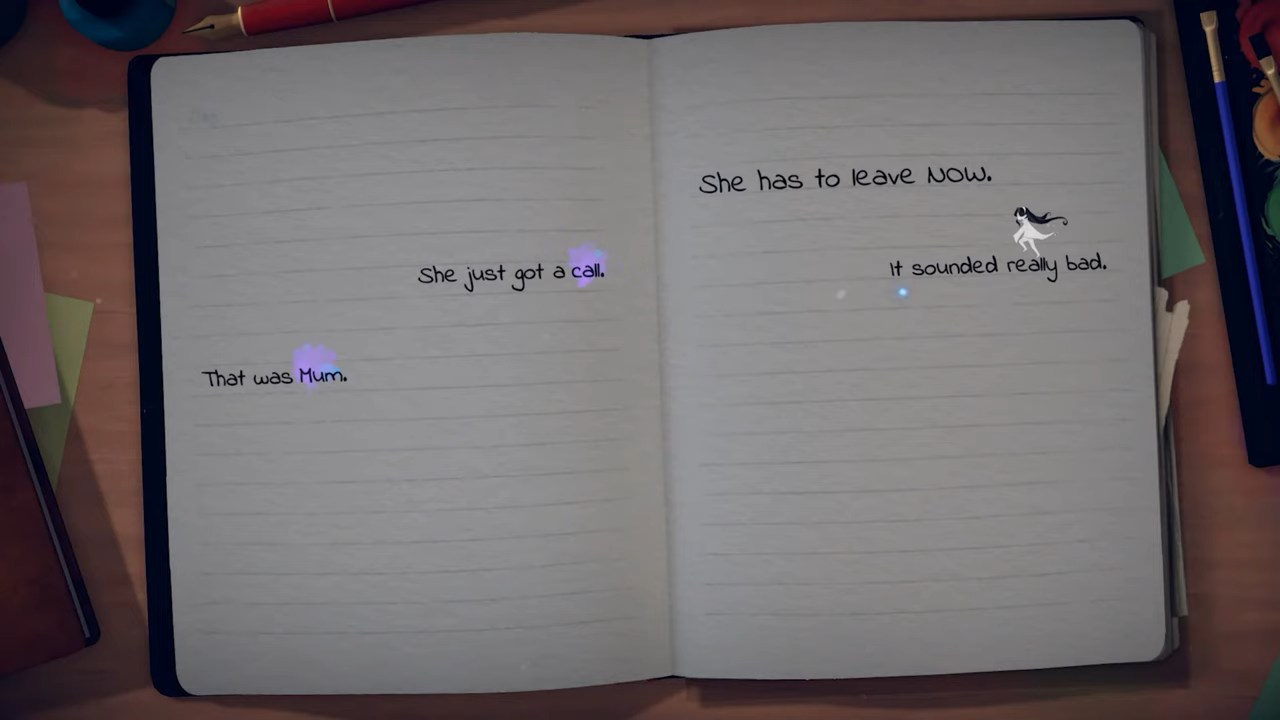 She just got a call.
That was Mum.
She has to leave NOW.
It sounded really bad.